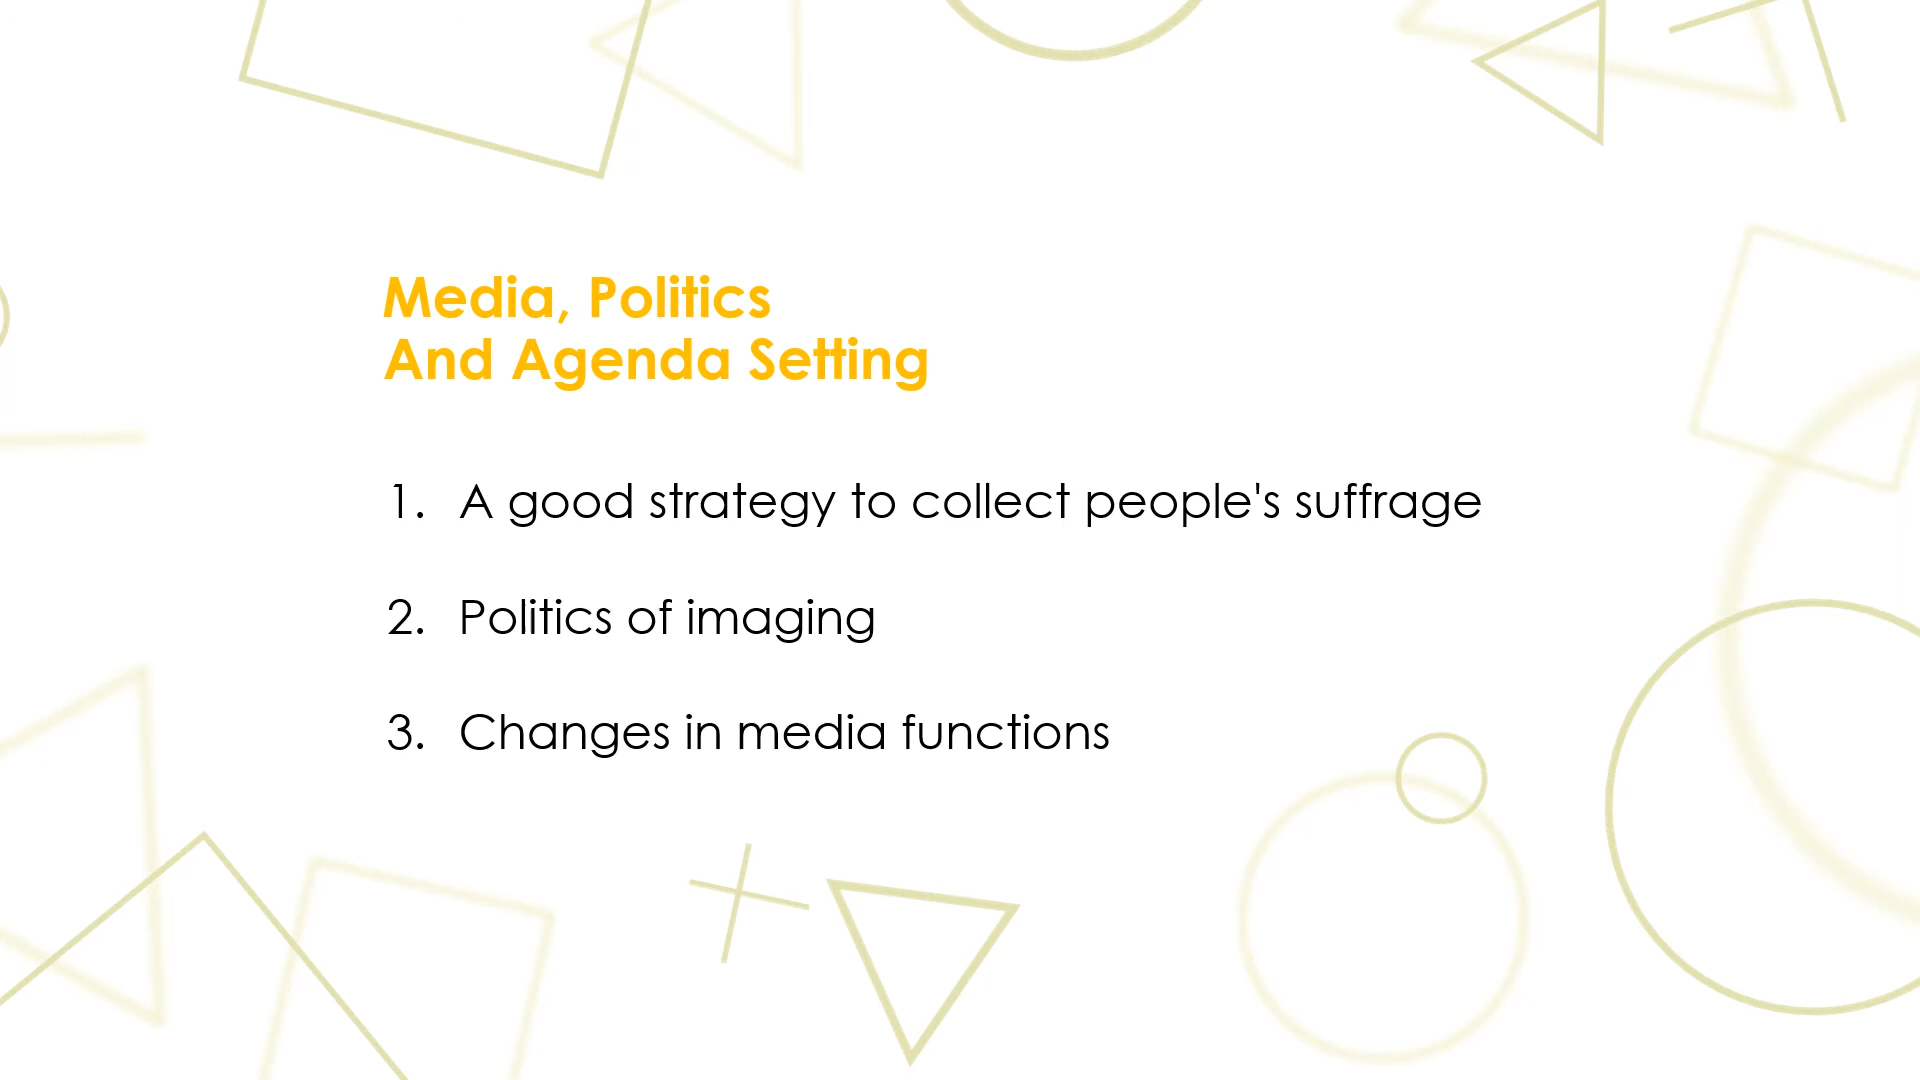 Media, Politics
And Agenda Setting
1. A good strategy to collect people's suffrage
2. Politics of imaging
3. Changes in media functions